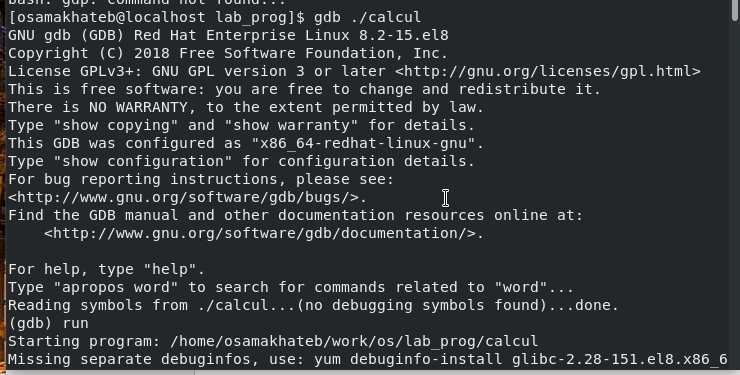 bash: gdp: command not found...
[osamakhateb@localhost lab_prog]$ gdb ./calcul
GNU gdb (GDB) Red Hat Enterprise Linux 8.2-15.el8
Copyright (C) 2018 Free Software Foundation, Inc.
License GPLv3+: GNU GPL version 3 or later <http://gnu.org/licenses/gpl.html>
This is free software: you are free to change and redistribute it.
There is NO WARRANTY, to the extent permitted by law.
Type "show copying" and "show warranty" for details.
This GDB was configured as "x86_64-redhat-linux-gnu".
Type "show configuration" for configuration details.
For bug reporting instructions, please see:
<http://www.gnu.org/software/gdb/bugs/>.
Find the GDB manual and other documentation resources online at:
    <http://www.gnu.org/software/gdb/documentation/>.
For help, type "help".
Type "apropos word" to search for commands related to "word"...
Reading symbols from ./calcul...(no debugging symbols found)...done.
(gdb) run
Starting program: /home/osamakhateb/work/os/lab_prog/calcul
Missing separate debuginfos, use: yum debuginfo-install glibc-2.28-151.el8.x86_6